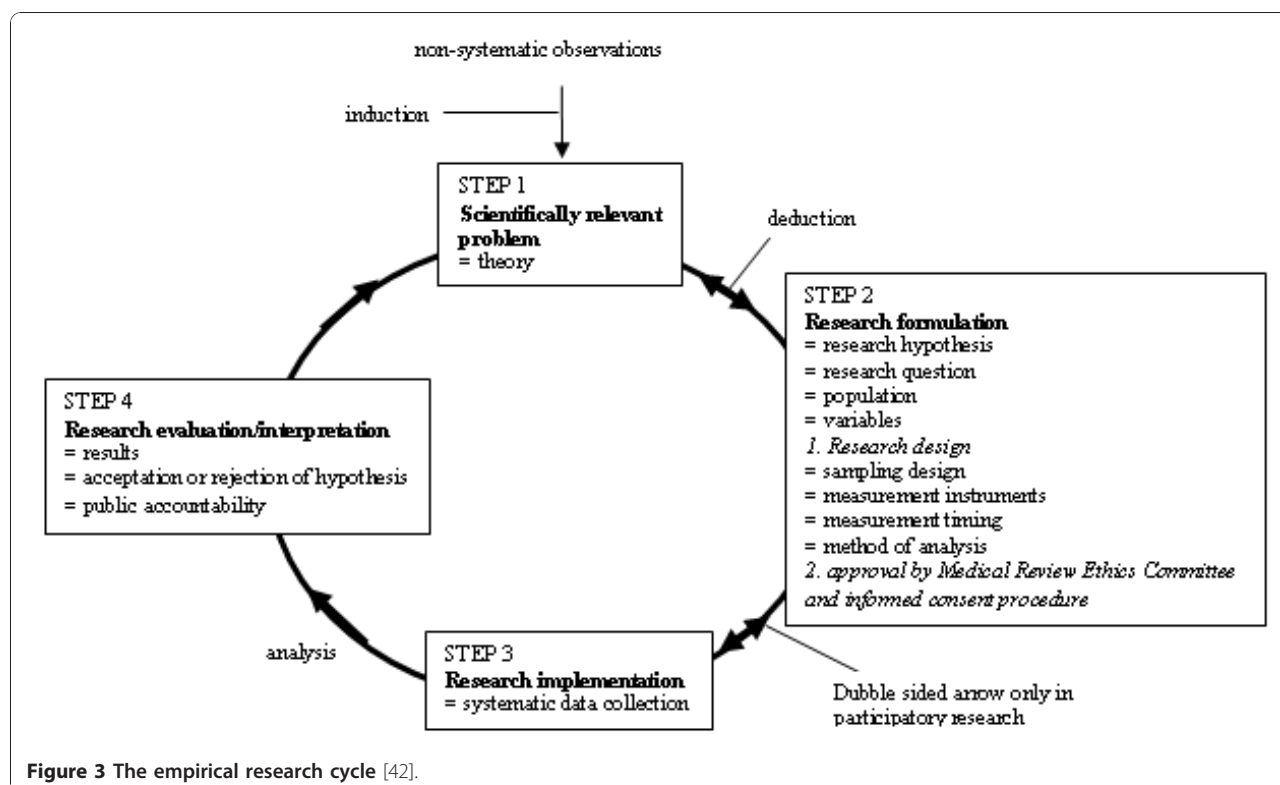 non-systematic observations
induction
STEP 1
Scientifically relevant
problem
= theory
deduction
STEP 2
Research formulation
= research hypothesis
= research question
= population
= variables
1. Research design
= sampling design
= measurement instruments
= measurement timing
= method of analysis
2. approval by Medical Review Ethics Committee
and informed consent procedure
Dubble sided arrow only in
participatory research
STEP 3
Research implementation
= systematic data collection
analysis
STEP 4
Research evaluation/interpretation
= results
= acceptation or rejection of hypothesis
= public accountability
Figure 3 The empirical research cycle [42].